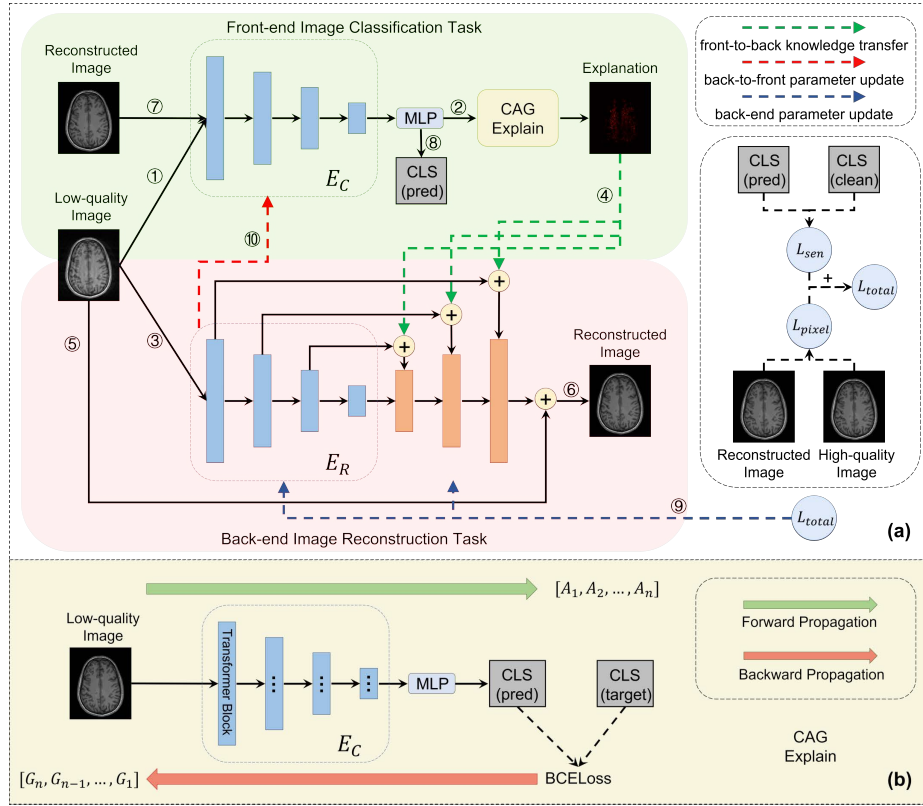 Front-end Image Classification Task
Reconstructed
Image
⑦
①
Low-quality
Image
E_C
MLP
②
⑧
CLS
(pred)
CAG
Explain
Explanation
④
⑩
⑤
③
+
+
+
+
⑥
Reconstructed
Image
E_R
Back-end Image Reconstruction Task
⑨
L_total
(a)
front-to-back knowledge transfer
back-to-front parameter update
back-end parameter update
CLS
(pred)
CLS
(clean)
L_sen
+
L_total
L_pixel
Reconstructed
Image
High-quality
Image
[A_1, A_2, ..., A_n]
Low-quality
Image
Transformer Block
⋮
⋮
⋮
E_C
MLP
CLS
(pred)
CLS
(target)
BCELoss
[G_n, G_{n-1}, ..., G_1]
Forward Propagation
Backward Propagation
CAG
Explain
(b)